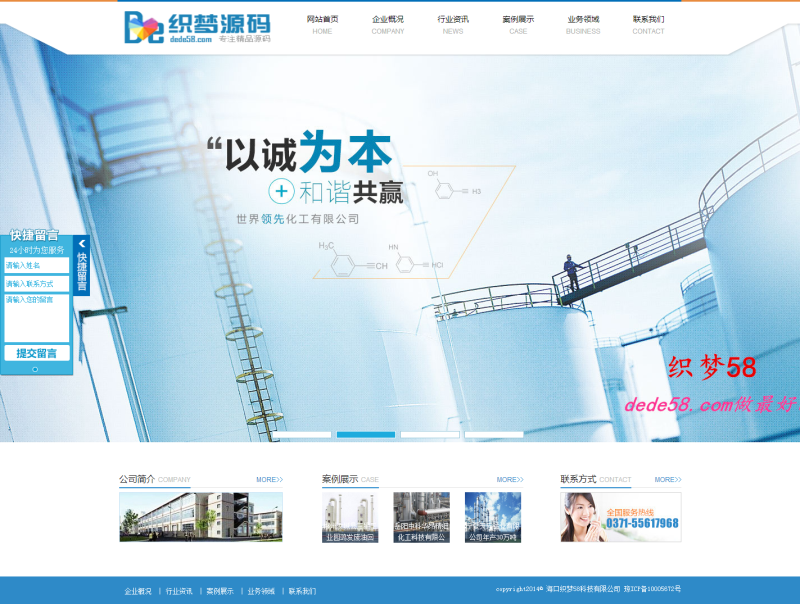 织梦源码
dede58.com 专注精品源码
网站首页 企业概况 行业资讯 案例展示 业务领域 联系我们
HOME COMPANY NEWS CASE BUSINESS CONTACT
“以诚为本
+和谐共赢
世界领先化工有限公司
OH
H3
H₃C
CH
HN
HCl
快捷留言
24小时为您服务
请输入姓名
请输入联系方式
请输入您的留言
提交留言
快捷留言
织梦58
dede58.com做最好
公司简介 COMPANY MORE>>
案例展示 CASE MORE>>
联系方式 CONTACT MORE>>
业园鸿发废油回
岳阳中科华昂精细
化工科技有限公
公司年产30万吨
全国服务热线
0371-55617968
企业概况 | 行业资讯 | 案例展示 | 业务领域 | 联系我们
copyright2014© 海口织梦58科技有限公司 琼ICP备10005672号